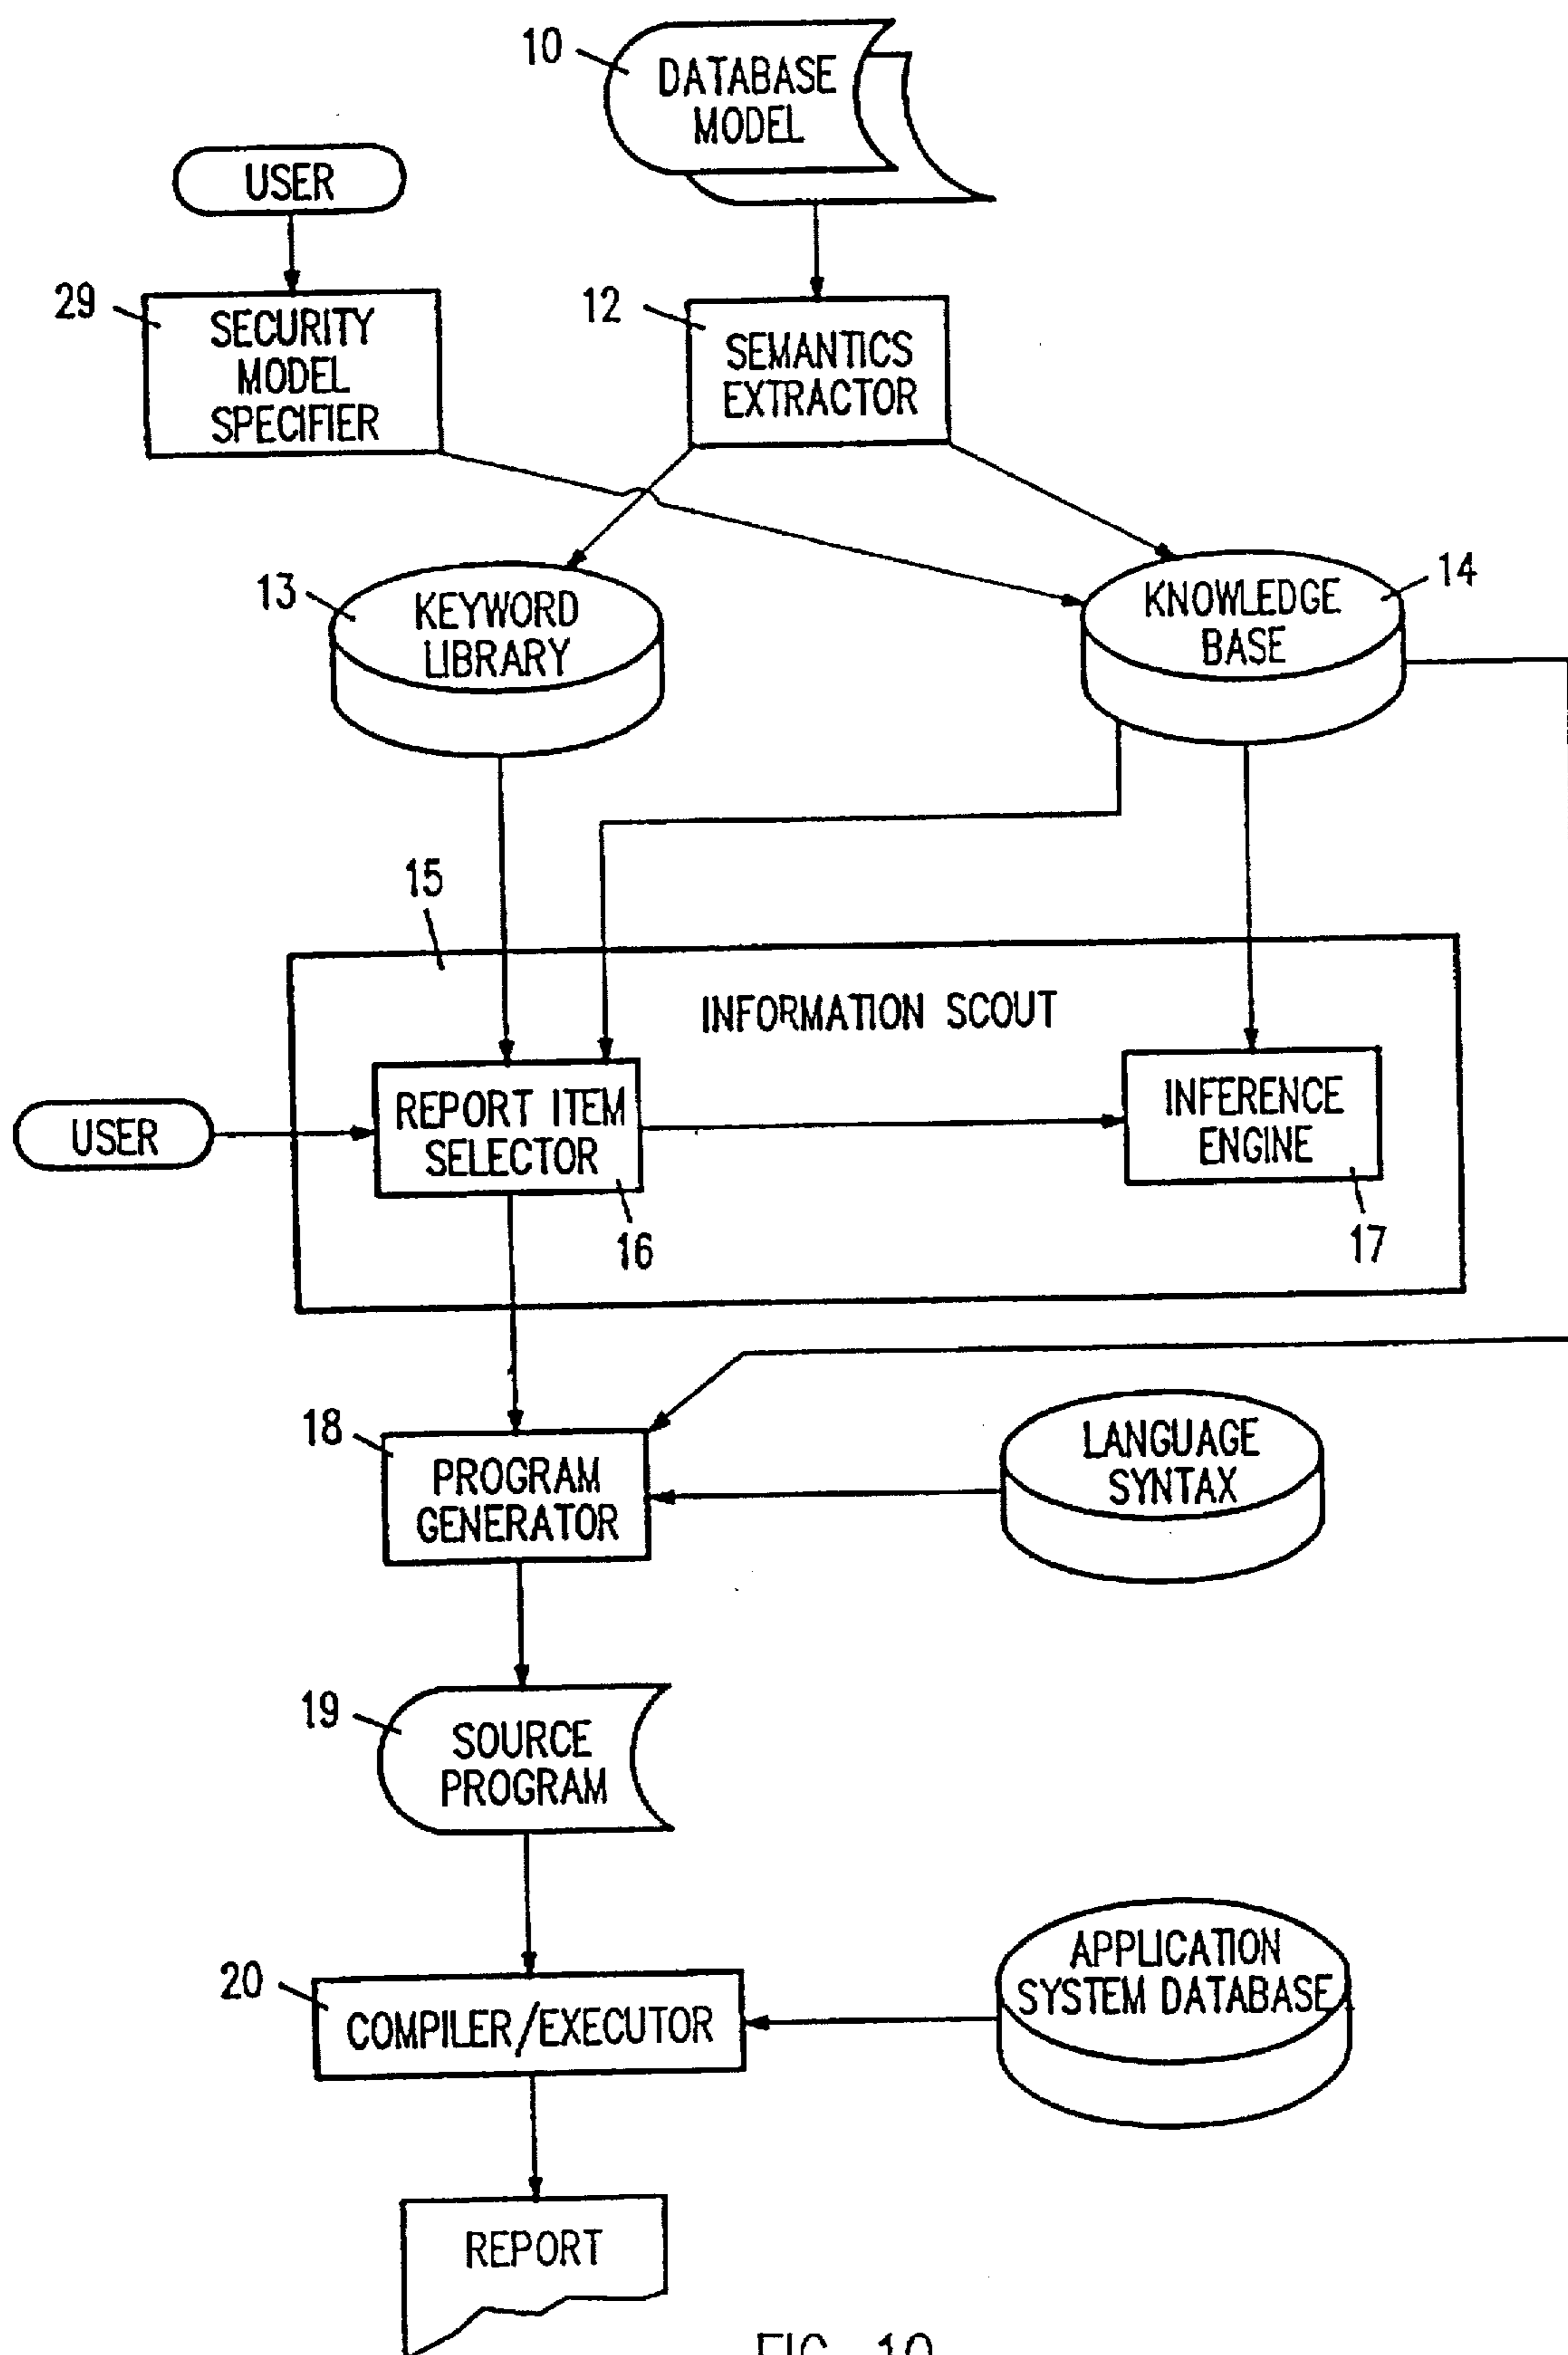 10
DATABASE
MODEL
USER
29
SECURITY
MODEL
SPECIFIER
12
SEMANTICS
EXTRACTOR
13
KEYWORD
LIBRARY
KNOWLEDGE
BASE
14
15
INFORMATION SCOUT
USER
REPORT ITEM
SELECTOR
16
INFERENCE
ENGINE
17
18
PROGRAM
GENERATOR
LANGUAGE
SYNTAX
19
SOURCE
PROGRAM
20
COMPILER/EXECUTOR
APPLICATION
SYSTEM DATABASE
REPORT